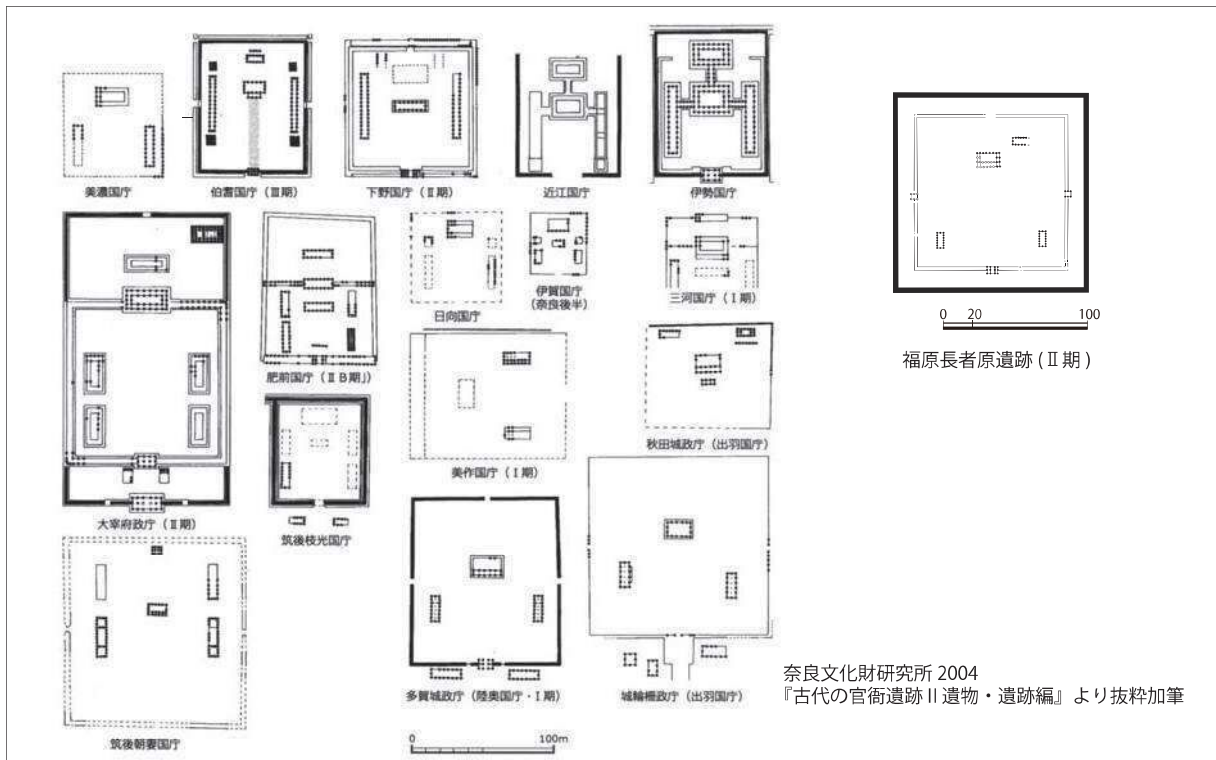 美濃国庁
伯耆国庁(Ⅲ期)
下野国庁(Ⅱ期)
近江国庁
伊勢国庁
日向国庁
伊賀国庁
(奈良後半)
三河国庁(Ⅰ期)
肥前国庁(ⅡB期」)
大宰府政庁(Ⅱ期)
筑後枝光国庁
美作国庁(Ⅰ期)
秋田城政庁(出羽国庁)
筑後朝妻国庁
多賀城政庁(陸奥国庁・Ⅰ期)
城輪柵政庁(出羽国庁)
0 100m
0 20 100
福原長者原遺跡(Ⅱ期)
奈良文化財研究所 2004
『古代の官衙遺跡Ⅱ遺物・遺跡編』より抜粋加筆